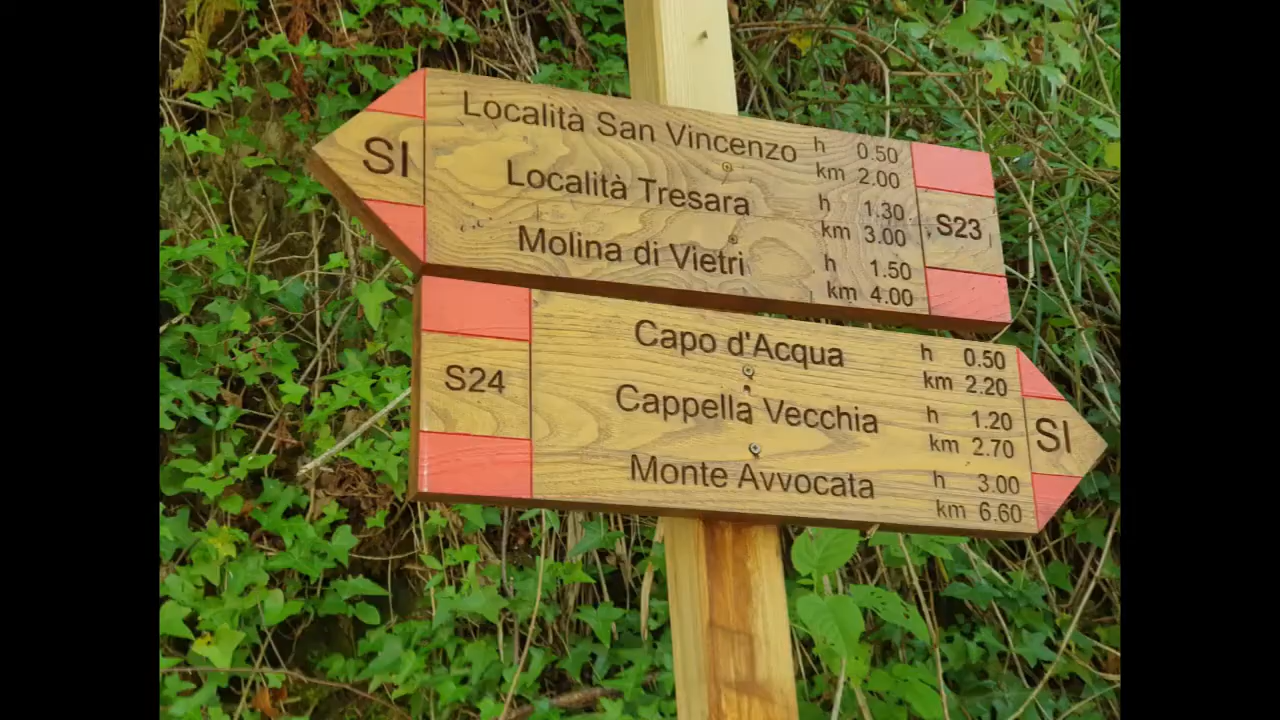 SI
Località San Vincenzo h 0.50
km 2.00
Località Tresara h 1.30
km 3.00
Molina di Vietri h 1.50
km 4.00
S23
S24
Capo d'Acqua h 0.50
km 2.20
Cappella Vecchia h 1.20
km 2.70
Monte Avvocata h 3.00
km 6.60
SI